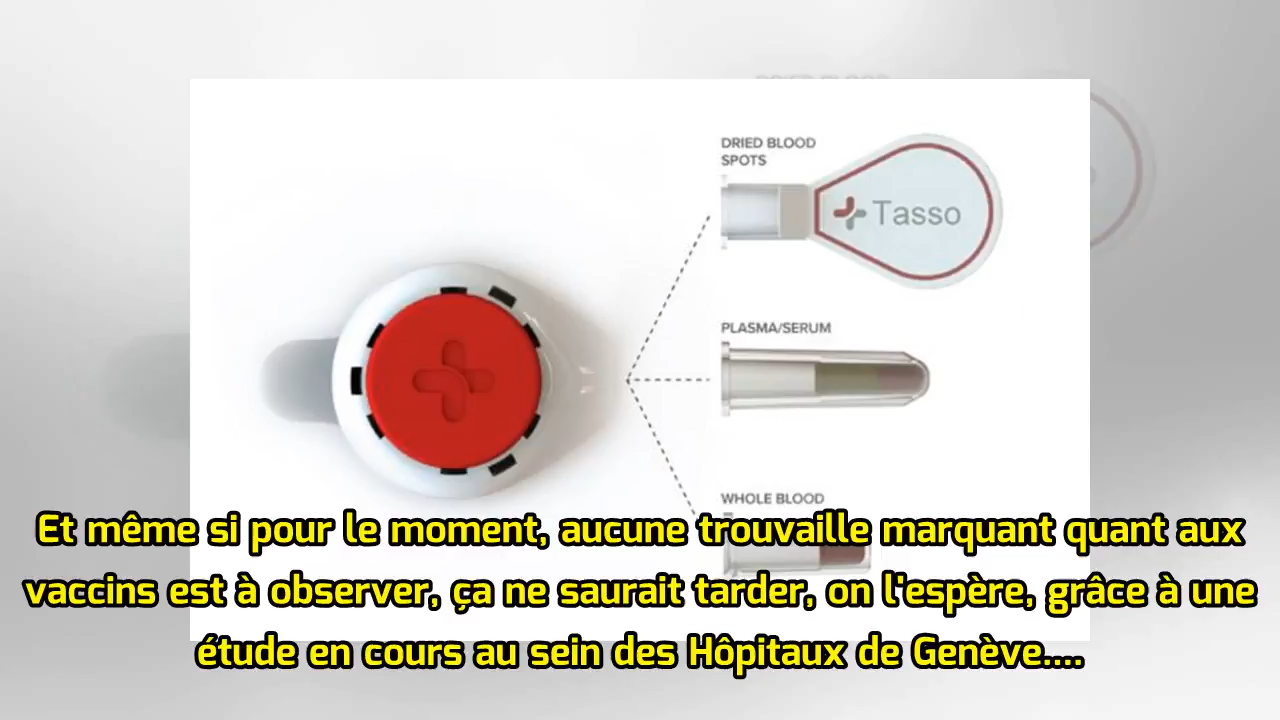 DRIED BLOOD
SPOTS
Tasso
PLASMA/SERUM
WHOLE BLOOD
Et même si pour le moment, aucune trouvaille marquant quant aux
vaccins est à observer, ça ne saurait tarder, on l'espère, grâce à une
étude en cours au sein des Hôpitaux de Genève....